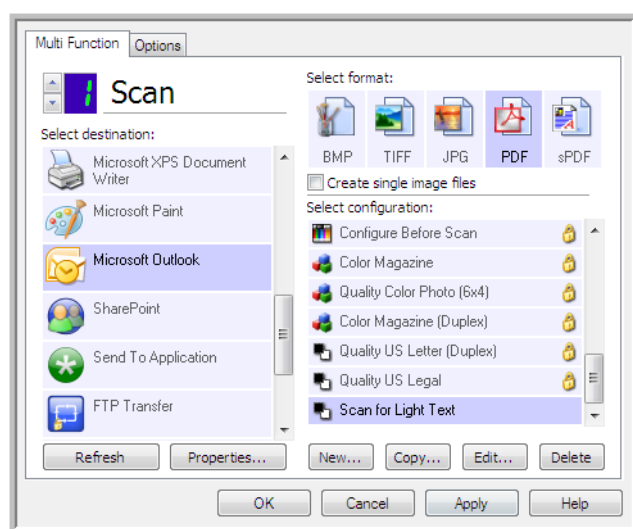 Multi Function
Options
1
Scan
Select destination:
Microsoft XPS Document
Writer
Microsoft Paint
Microsoft Outlook
SharePoint
Send To Application
FTP Transfer
Refresh
Properties...
Select format:
BMP
TIFF
JPG
PDF
sPDF
Create single image files
Select configuration:
Configure Before Scan
Color Magazine
Quality Color Photo (6x4)
Color Magazine (Duplex)
Quality US Letter (Duplex)
Quality US Legal
Scan for Light Text
New...
Copy...
Edit...
Delete
OK
Cancel
Apply
Help